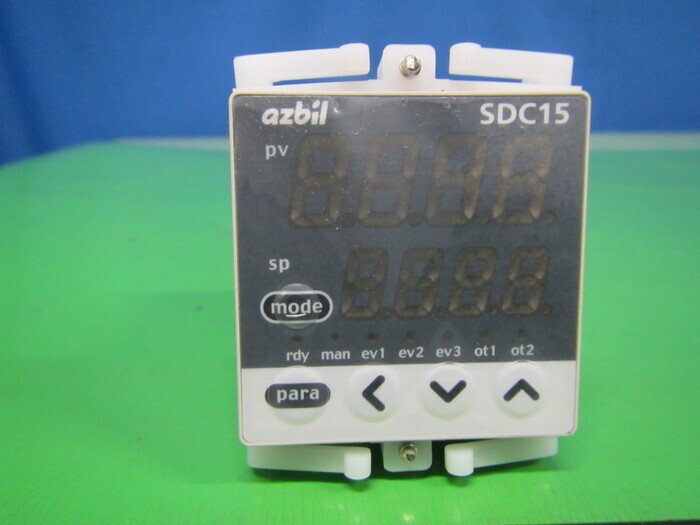 azbil SDC15
pv
sp
mode
rdy man ev1 ev2 ev3 ot1 ot2
para